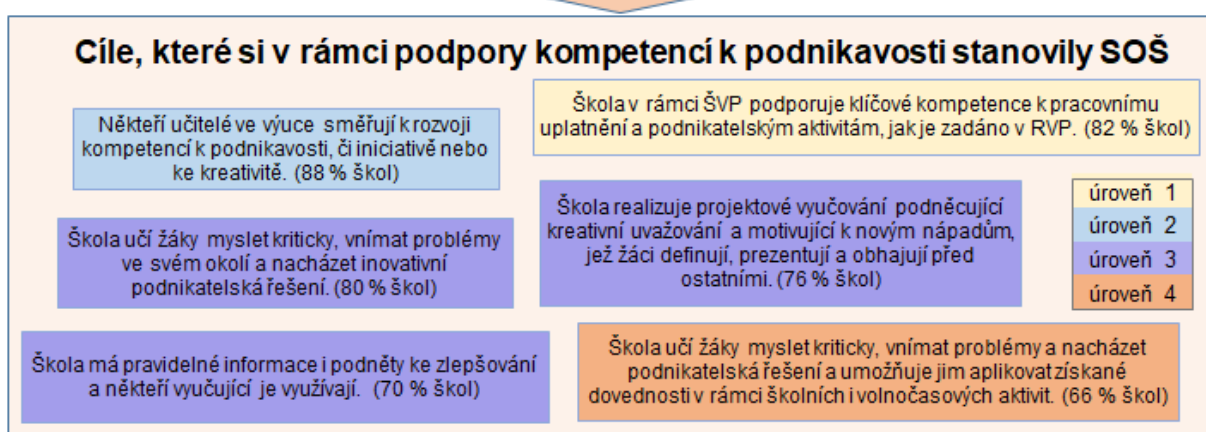 Cíle, které si v rámci podpory kompetencí k podnikavosti stanovily SOŠ
Někteří učitelé ve výuce směřují k rozvoji
kompetencí k podnikavosti, či iniciativě nebo
ke kreativitě. (88 % škol)
Škola v rámci ŠVP podporuje klíčové kompetence k pracovnímu
uplatnění a podnikatelským aktivitám, jak je zadáno v RVP. (82 % škol)
Škola učí žáky myslet kriticky, vnímat problémy
ve svém okolí a nacházet inovativní
podnikatelská řešení. (80 % škol)
Škola realizuje projektové vyučování podněcující
kreativní uvažování a motivující k novým nápadům,
jež žáci definují, prezentují a obhajují před
ostatními. (76 % škol)
úroveň 1
úroveň 2
úroveň 3
úroveň 4
Škola má pravidelné informace i podněty ke zlepšování
a někteří vyučující je využívají. (70 % škol)
Škola učí žáky myslet kriticky, vnímat problémy a nacházet
podnikatelská řešení a umožňuje jim aplikovat získané
dovednosti v rámci školních i volnočasových aktivit. (66 % škol)